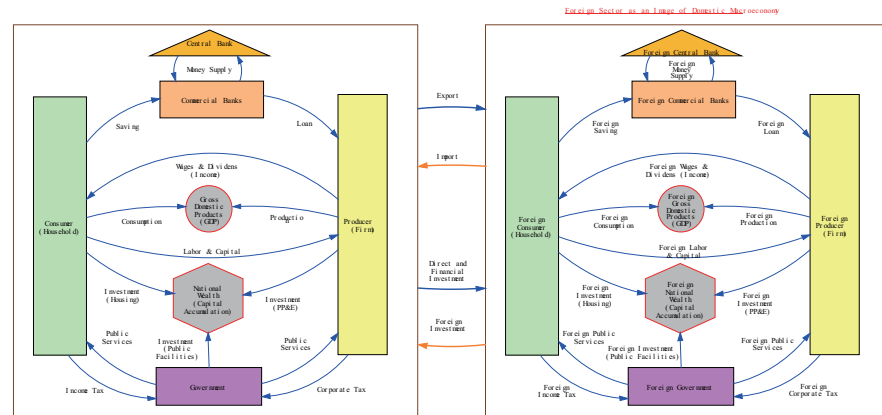 Foreign Sector as an Image of Domestic Macroeconomy
Central Bank
Money Supply
Commercial Banks
Saving
Loan
Consumer
(Household)
Wages & Dividens
(Income)
Gross
Domestic
Products
(GDP)
Consumption
Production
Producer
(Firm)
Labor & Capital
National
Wealth
(Capital
Accumulation)
Investment
(Housing)
Investment
(PP&E)
Public
Services
Investment
(Public
Facilities)
Public
Services
Government
Income Tax
Corporate Tax
Export
Import
Direct and
Financial
Investment
Foreign
Investment
Foreign Central Bank
Foreign
Money
Supply
Foreign Commercial Banks
Foreign
Saving
Foreign
Loan
Foreign
Consumer
(Household)
Foreign Wages &
Dividens (Income)
Foreign
Gross
Domestic
Products
(GDP)
Foreign
Consumption
Foreign
Production
Foreign
Producer
(Firm)
Foreign Labor
& Capital
Foreign
National
Wealth
(Capital
Accumulation)
Foreign
Investment
(Housing)
Foreign
Investment
(PP&E)
Foreign Public
Services
Foreign Investment
(Public Facilities)
Foreign Public
Services
Foreign Government
Foreign
Income Tax
Foreign
Corporate Tax